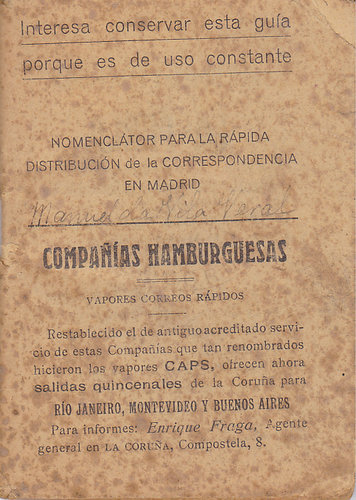 Interesa conservar esta guía
porque es de uso constante
NOMENCLÁTOR PARA LA RÁPIDA
DISTRIBUCIÓN de la CORRESPONDENCIA
EN MADRID
Manuel de
COMPAÑÍAS HAMBURGUESAS
VAPORES CORREOS RÁPIDOS
Restablecido el de antiguo acreditado servi-
cio de estas Compañías que tan renombrados
hicieron los vapores CAPS, ofrecen ahora
salidas quincenales de la Coruña para
RÍO JANEIRO, MONTEVIDEO Y BUENOS AIRES
Para informes: Enrique Fraga, Agente
general en LA CORUÑA, Compostela, 8.